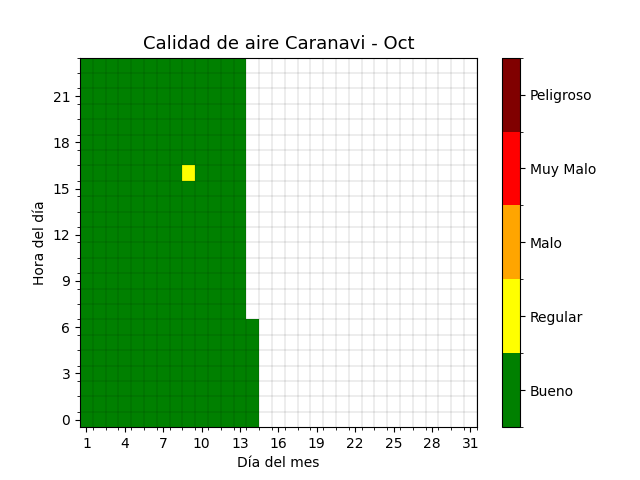 Calidad de aire Caranavi - Oct
Peligroso
Muy Malo
Malo
Regular
Bueno
Hora del día
21
18
15
12
9
6
3
0
1 4 7 10 13 16 19 22 25 28 31
Día del mes